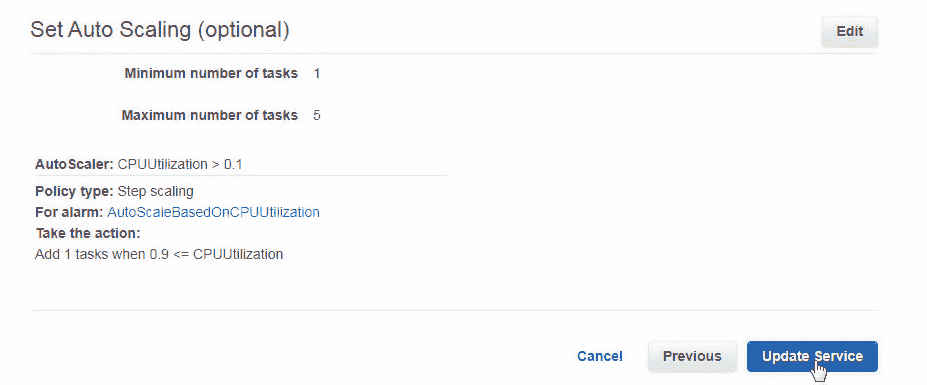 Set Auto Scaling (optional)
Edit
Minimum number of tasks 1
Maximum number of tasks 5
AutoScaler: CPUUtilization > 0.1
Policy type: Step scaling
For alarm: AutoScaleBasedOnCPUUtilization
Take the action:
Add 1 tasks when 0.9 <= CPUUtilization
Cancel
Previous
Update Service